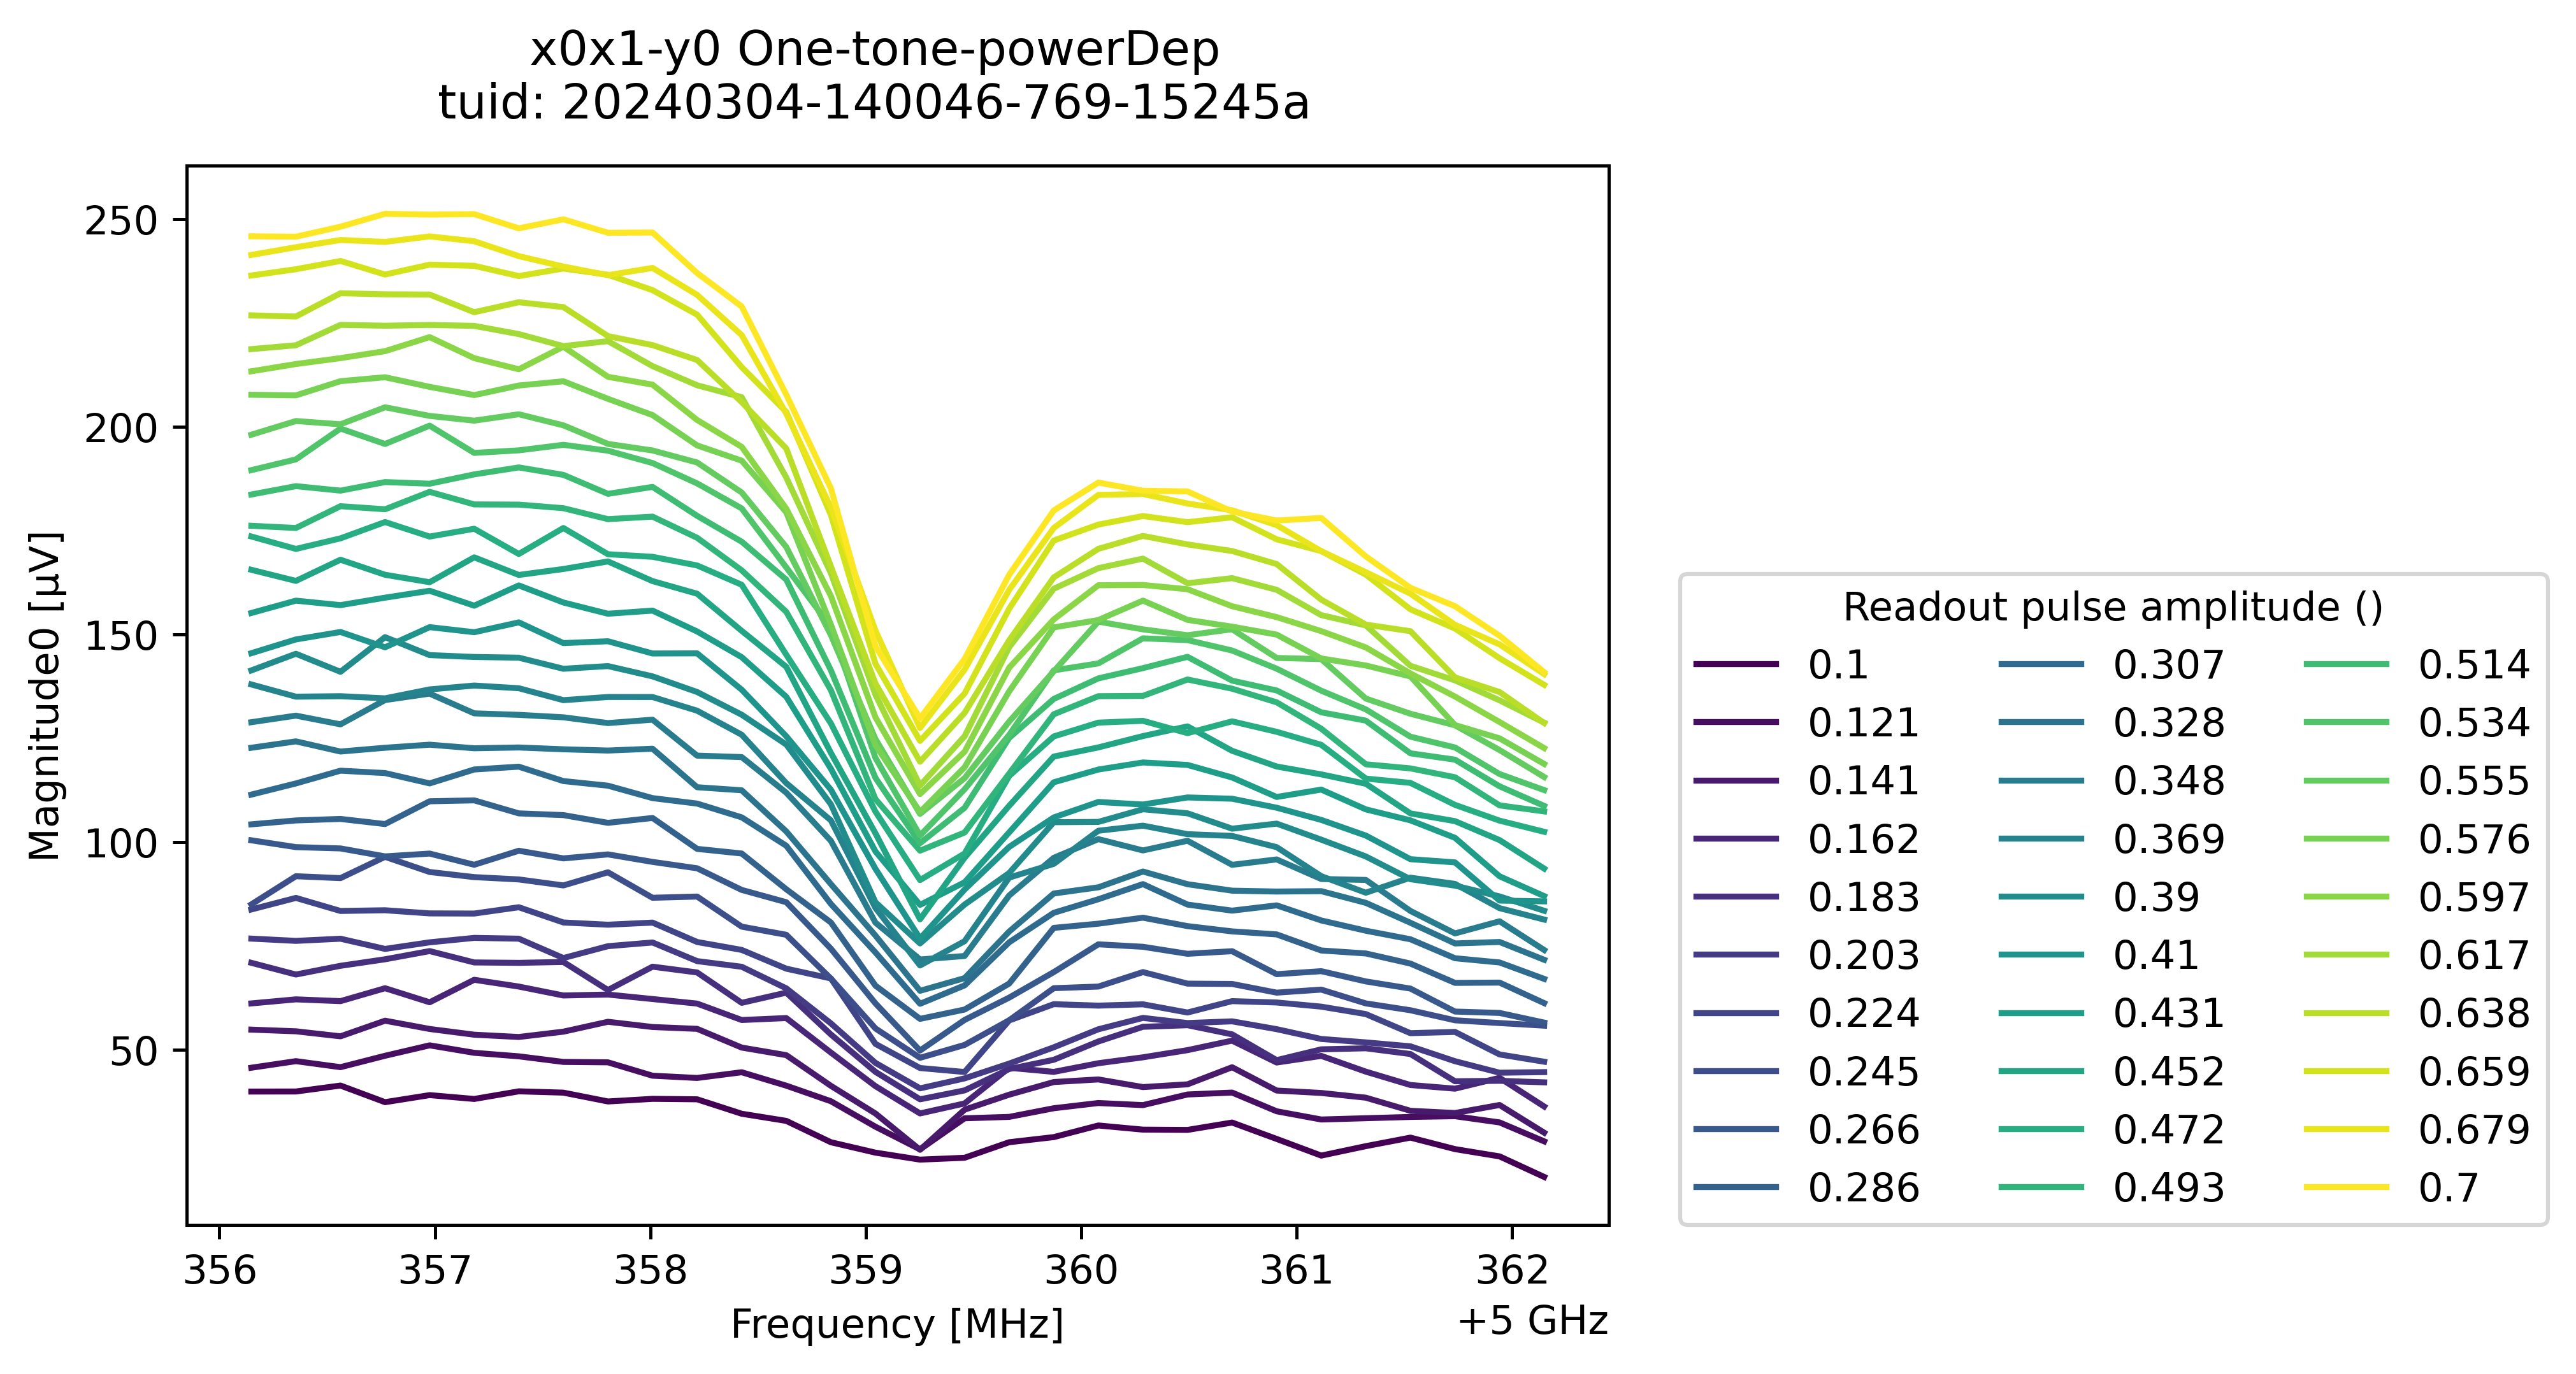 x0x1-y0 One-tone-powerDep
tuid: 20240304-140046-769-15245a
Magnitude0 [µV]
250
200
150
100
50
356 357 358 359 360 361 362
Frequency [MHz]
+5 GHz
Readout pulse amplitude ()
0.1 0.307 0.514
0.121 0.328 0.534
0.141 0.348 0.555
0.162 0.369 0.576
0.183 0.39 0.597
0.203 0.41 0.617
0.224 0.431 0.638
0.245 0.452 0.659
0.266 0.472 0.679
0.286 0.493 0.7